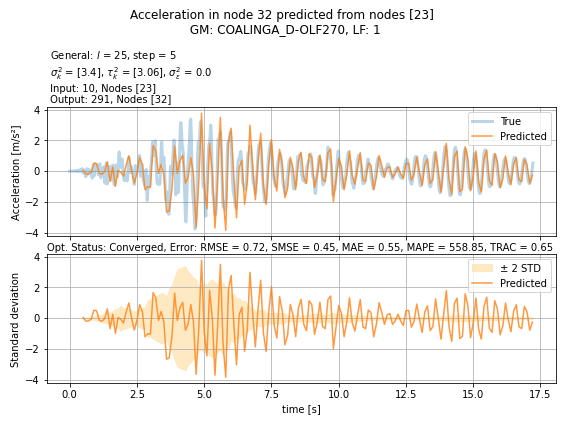 Acceleration in node 32 predicted from nodes [23]
GM: COALINGA_D-OLF270, LF: 1
General: l = 25, step = 5
σ²ₖ = [3.4], τ²ₖ = [3.06], σ²ε = 0.0
Input: 10, Nodes [23]
Output: 291, Nodes [32]
4
2
0
−2
−4
Acceleration [m/s²]
True
Predicted
Opt. Status: Converged, Error: RMSE = 0.72, SMSE = 0.45, MAE = 0.55, MAPE = 558.85, TRAC = 0.65
4
2
0
−2
−4
Standard deviation
± 2 STD
Predicted
0.0 2.5 5.0 7.5 10.0 12.5 15.0 17.5
time [s]